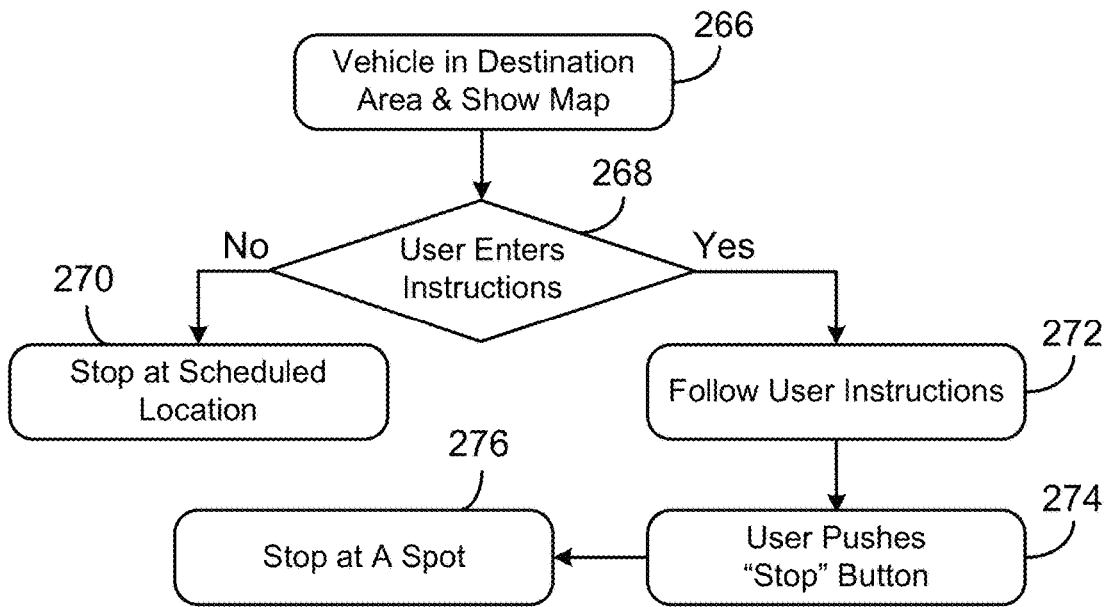 266
Vehicle in Destination
Area & Show Map
268
No
User Enters
Instructions
Yes
270
Stop at Scheduled
Location
272
Follow User Instructions
276
Stop at A Spot
274
User Pushes
“Stop” Button